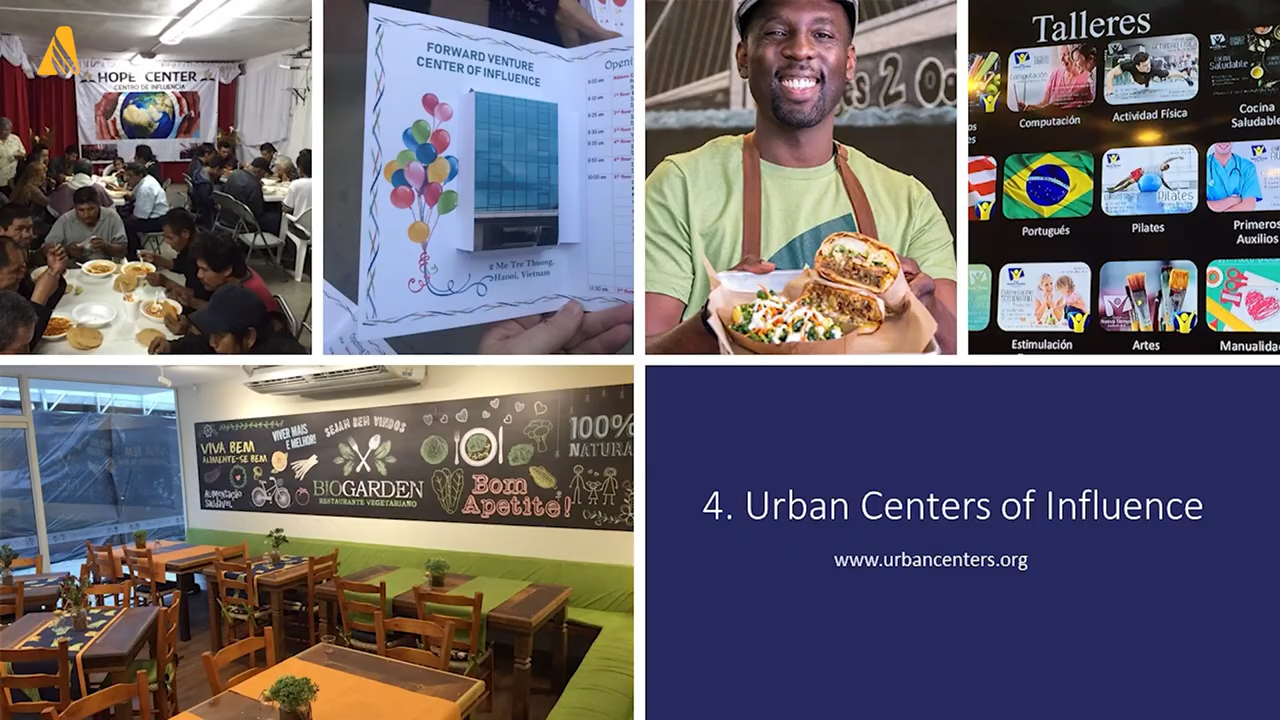 HOPE CENTER
CENTRO DE INFLUENCIA
FORWARD VENTURE
CENTER OF INFLUENCE
# Me Tre Thuong,
Hanoi, Vietnam
Talleres
Computación
Actividad Física
Cocina
Saludable
Portugués
Pilates
Primeros
Auxilios
Estimulación
Artes
Manualida
VIVA BEM
ALIMENTE-SE BEM
VIVER MAIS
E MELHOR!
SEJAM BEM VINDOS
100%
NATURA
Alimentação
Saudável
BIOGARDEN
RESTAURANTE VEGETARIANO
Bom
Apetite!
4. Urban Centers of Influence
www.urbancenters.org